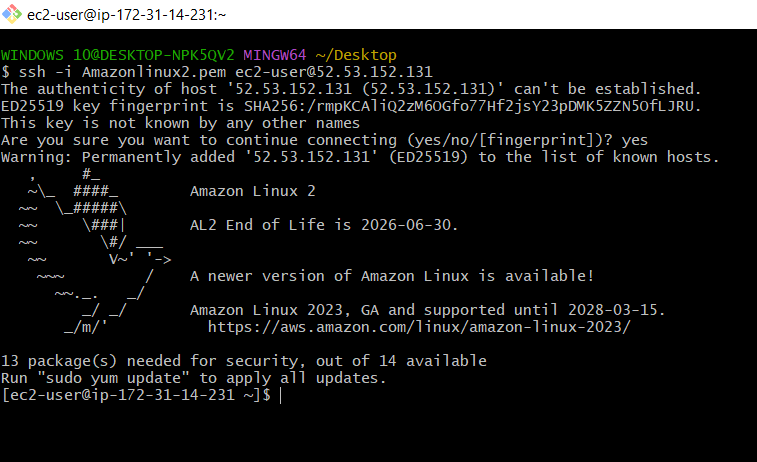 ec2-user@ip-172-31-14-231:~
WINDOWS 10@DESKTOP-NPK5QV2 MINGW64 ~/Desktop
$ ssh -i Amazonlinux2.pem ec2-user@52.53.152.131
The authenticity of host '52.53.152.131 (52.53.152.131)' can't be established.
ED25519 key fingerprint is SHA256:/rmpKCAliQ2zM6OGfo77Hf2jsY23pDMK5ZZN5OfLJRU.
This key is not known by any other names
Are you sure you want to continue connecting (yes/no/[fingerprint])? yes
Warning: Permanently added '52.53.152.131' (ED25519) to the list of known hosts.
   ,     #_
   ~\_  ####_        Amazon Linux 2
  ~~  \_#####\
  ~~     \###|       AL2 End of Life is 2026-06-30.
  ~~       \#/ ___
   ~~       V~' '->
    ~~~         /    A newer version of Amazon Linux is available!
      ~~._.   _/
         _/ _/       Amazon Linux 2023, GA and supported until 2028-03-15.
       _/m/'           https://aws.amazon.com/linux/amazon-linux-2023/
13 package(s) needed for security, out of 14 available
Run "sudo yum update" to apply all updates.
[ec2-user@ip-172-31-14-231 ~]$